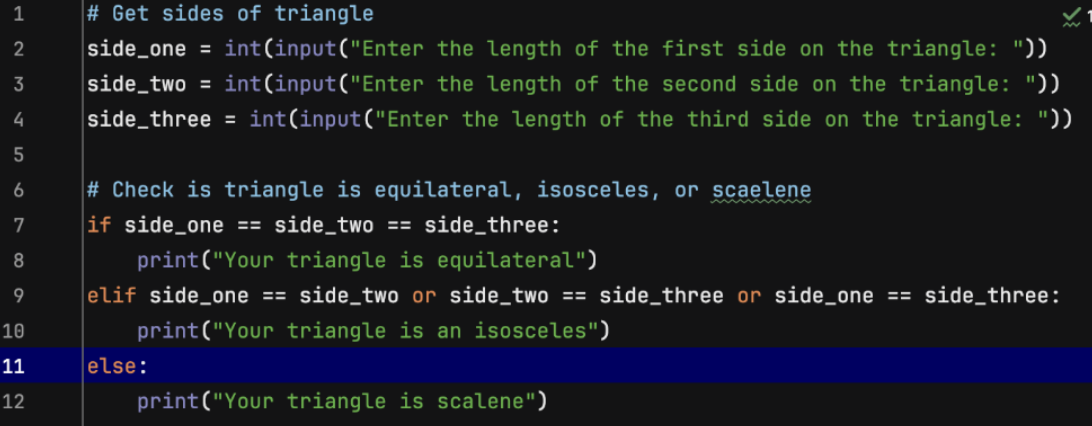 1 # Get sides of triangle
2 side_one = int(input("Enter the length of the first side on the triangle: "))
3 side_two = int(input("Enter the length of the second side on the triangle: "))
4 side_three = int(input("Enter the length of the third side on the triangle: "))
5
6 # Check is triangle is equilateral, isosceles, or scaelene
7 if side_one == side_two == side_three:
8     print("Your triangle is equilateral")
9 elif side_one == side_two or side_two == side_three or side_one == side_three:
10     print("Your triangle is an isosceles")
11 else:
12     print("Your triangle is scalene")